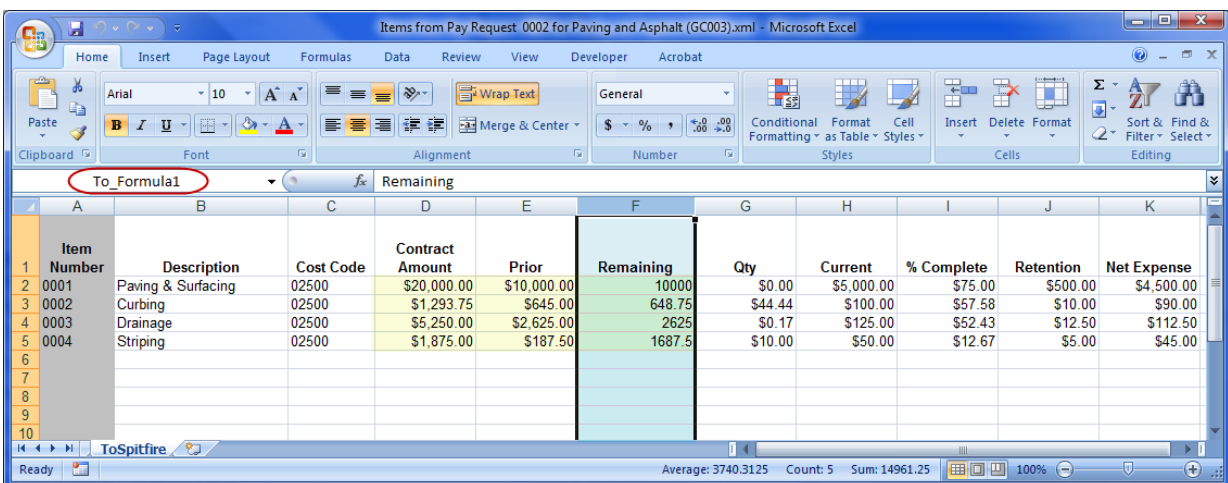 Items from Pay Request 0002 for Paving and Asphalt (GC003).xml - Microsoft Excel
Home Insert Page Layout Formulas Data Review View Developer Acrobat
Paste
Arial 10 A A
B I U A
Wrap Text
Merge & Center
General
$ % , .0 .00 .00 .0
Conditional Formatting Format as Table Cell Styles
Insert Delete Format
Σ Sort & Filter Find & Select
Clipboard Font Alignment Number Styles Cells Editing
To_Formula1 fx Remaining
A B C D E F G H I J K
1 Item Number Description Cost Code Contract Amount Prior Remaining Qty Current % Complete Retention Net Expense
2 0001 Paving & Surfacing 02500 $20,000.00 $10,000.00 10000 $0.00 $5,000.00 $75.00 $500.00 $4,500.00
3 0002 Curbing 02500 $1,293.75 $645.00 648.75 $44.44 $100.00 $57.58 $10.00 $90.00
4 0003 Drainage 02500 $5,250.00 $2,625.00 2625 $0.17 $125.00 $52.43 $12.50 $112.50
5 0004 Striping 02500 $1,875.00 $187.50 1687.5 $10.00 $50.00 $12.67 $5.00 $45.00
6
7
8
9
10
ToSpitfire
Ready Average: 3740.3125 Count: 5 Sum: 14961.25 100%